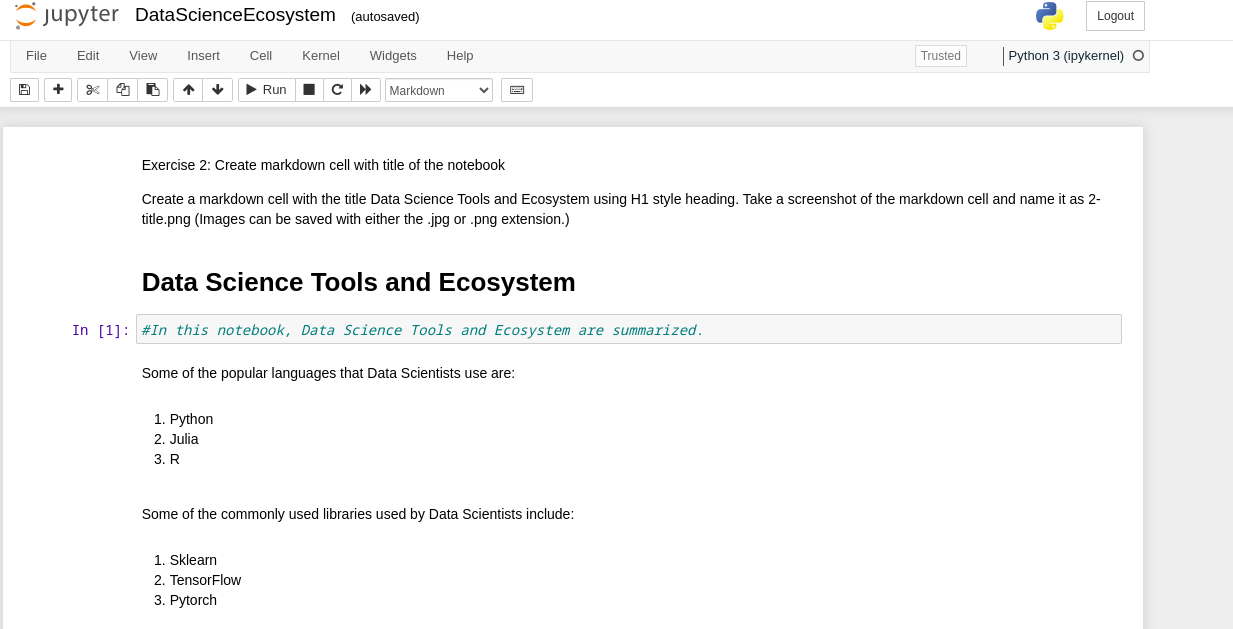 jupyter DataScienceEcosystem (autosaved) Logout
File Edit View Insert Cell Kernel Widgets Help Trusted Python 3 (ipykernel)
Run Markdown
Exercise 2: Create markdown cell with title of the notebook
Create a markdown cell with the title Data Science Tools and Ecosystem using H1 style heading. Take a screenshot of the markdown cell and name it as 2-
title.png (Images can be saved with either the .jpg or .png extension.)
Data Science Tools and Ecosystem
In [1]: #In this notebook, Data Science Tools and Ecosystem are summarized.
Some of the popular languages that Data Scientists use are:
1. Python
2. Julia
3. R
Some of the commonly used libraries used by Data Scientists include:
1. Sklearn
2. TensorFlow
3. Pytorch